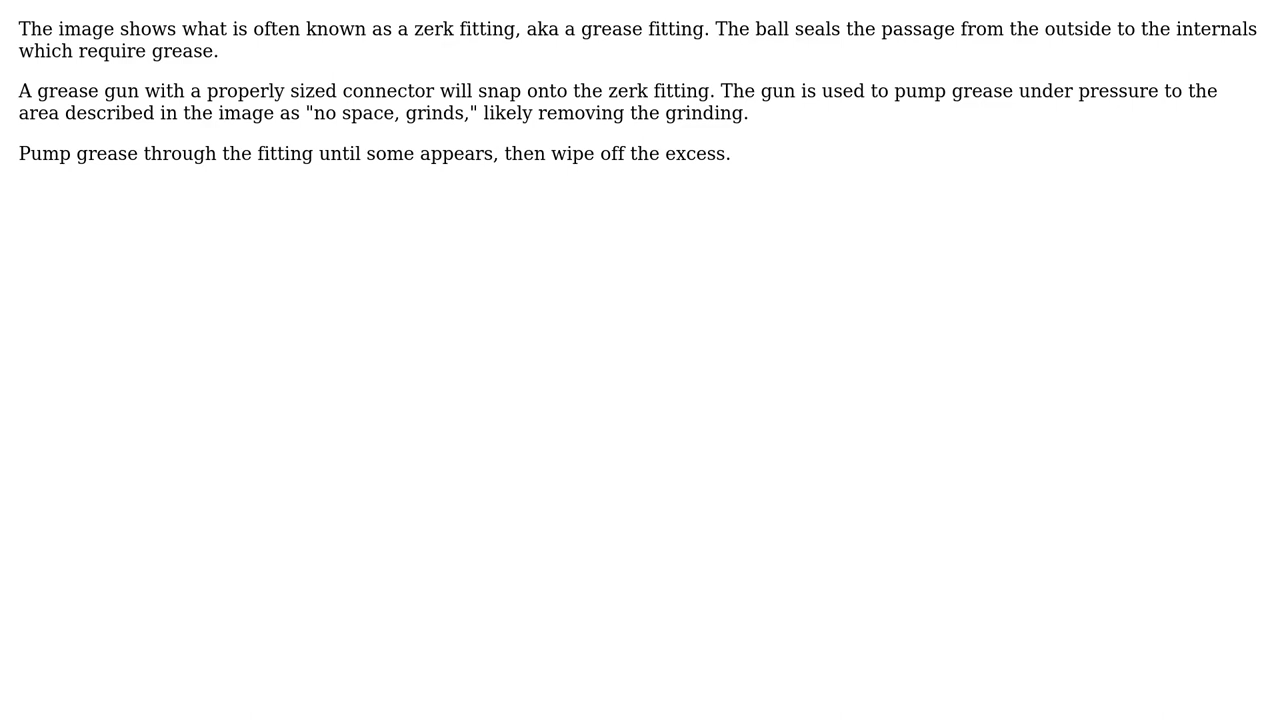 The image shows what is often known as a zerk fitting, aka a grease fitting. The ball seals the passage from the outside to the internals
which require grease.
A grease gun with a properly sized connector will snap onto the zerk fitting. The gun is used to pump grease under pressure to the
area described in the image as "no space, grinds," likely removing the grinding.
Pump grease through the fitting until some appears, then wipe off the excess.